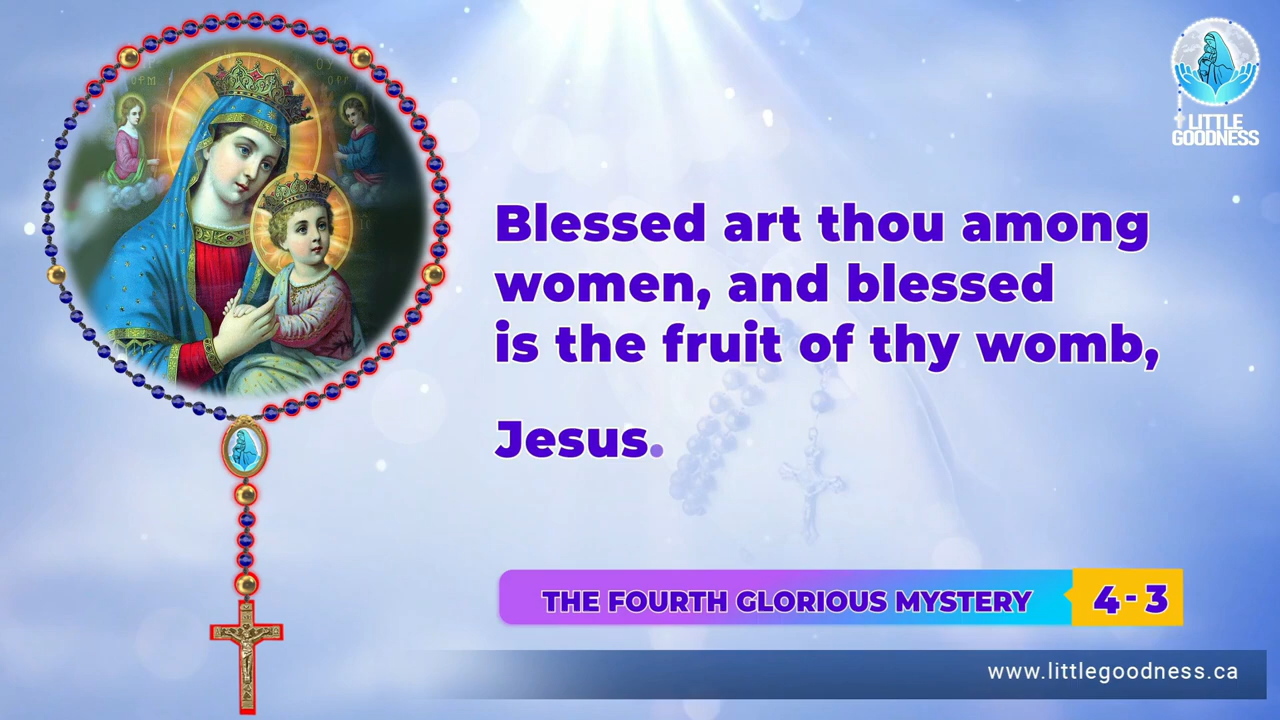 LITTLE
GOODNESS
Blessed art thou among
women, and blessed
is the fruit of thy womb,
Jesus.
THE FOURTH GLORIOUS MYSTERY
4 - 3
www.littlegoodness.ca